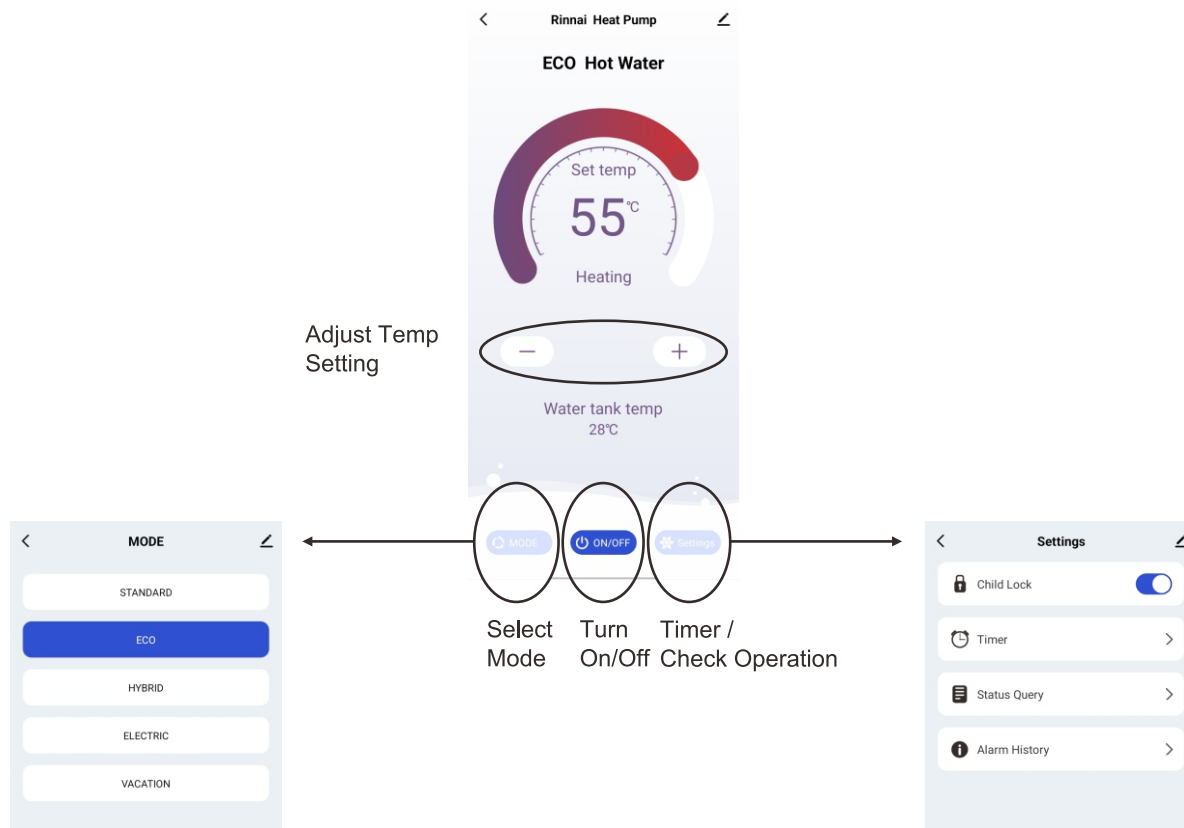 Rinnai Heat Pump
ECO Hot Water
Set temp
55℃
Heating
Adjust Temp
Setting
−
+
Water tank temp
28℃
MODE
ON/OFF
Settings
Select
Mode
Turn
On/Off
Timer /
Check Operation
MODE
STANDARD
ECO
HYBRID
ELECTRIC
VACATION
Settings
Child Lock
Timer
Status Query
Alarm History